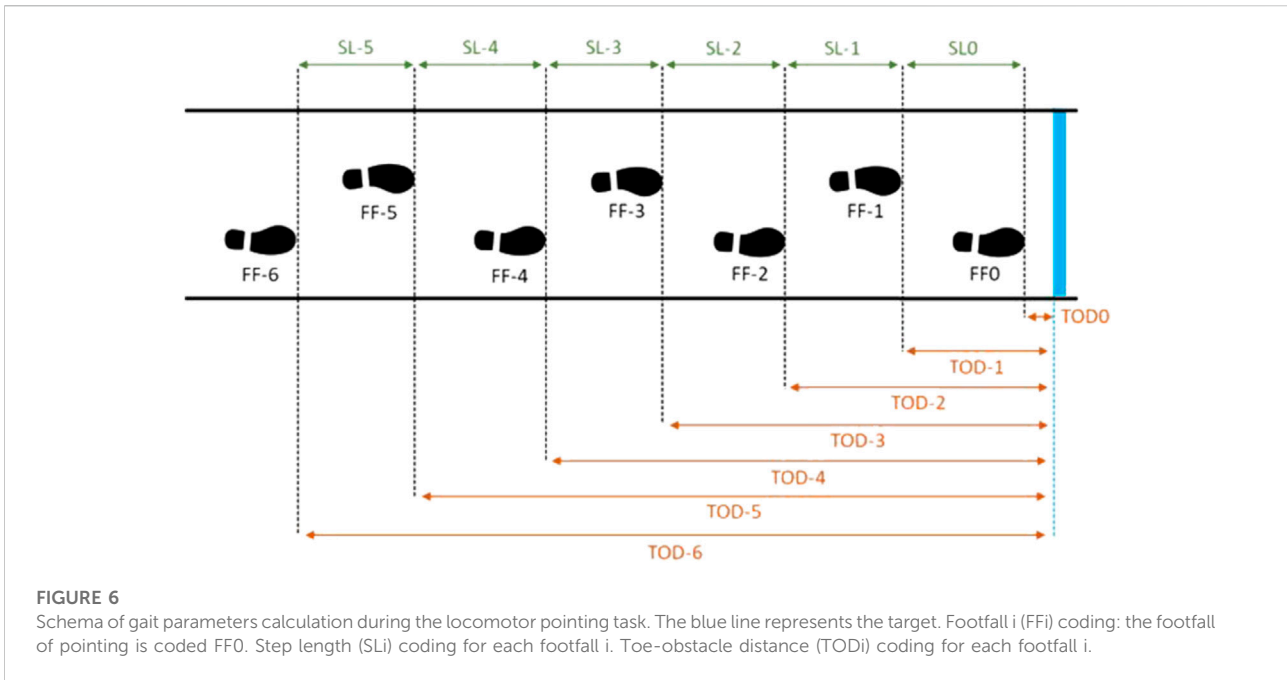 SL-5 SL-4 SL-3 SL-2 SL-1 SL0
FF-5 FF-3 FF-1
FF-6 FF-4 FF-2 FF0
TOD0
TOD-1
TOD-2
TOD-3
TOD-4
TOD-5
TOD-6
FIGURE 6
Schema of gait parameters calculation during the locomotor pointing task. The blue line represents the target. Footfall i (FFi) coding: the footfall
of pointing is coded FF0. Step length (SLi) coding for each footfall i. Toe-obstacle distance (TODi) coding for each footfall i.